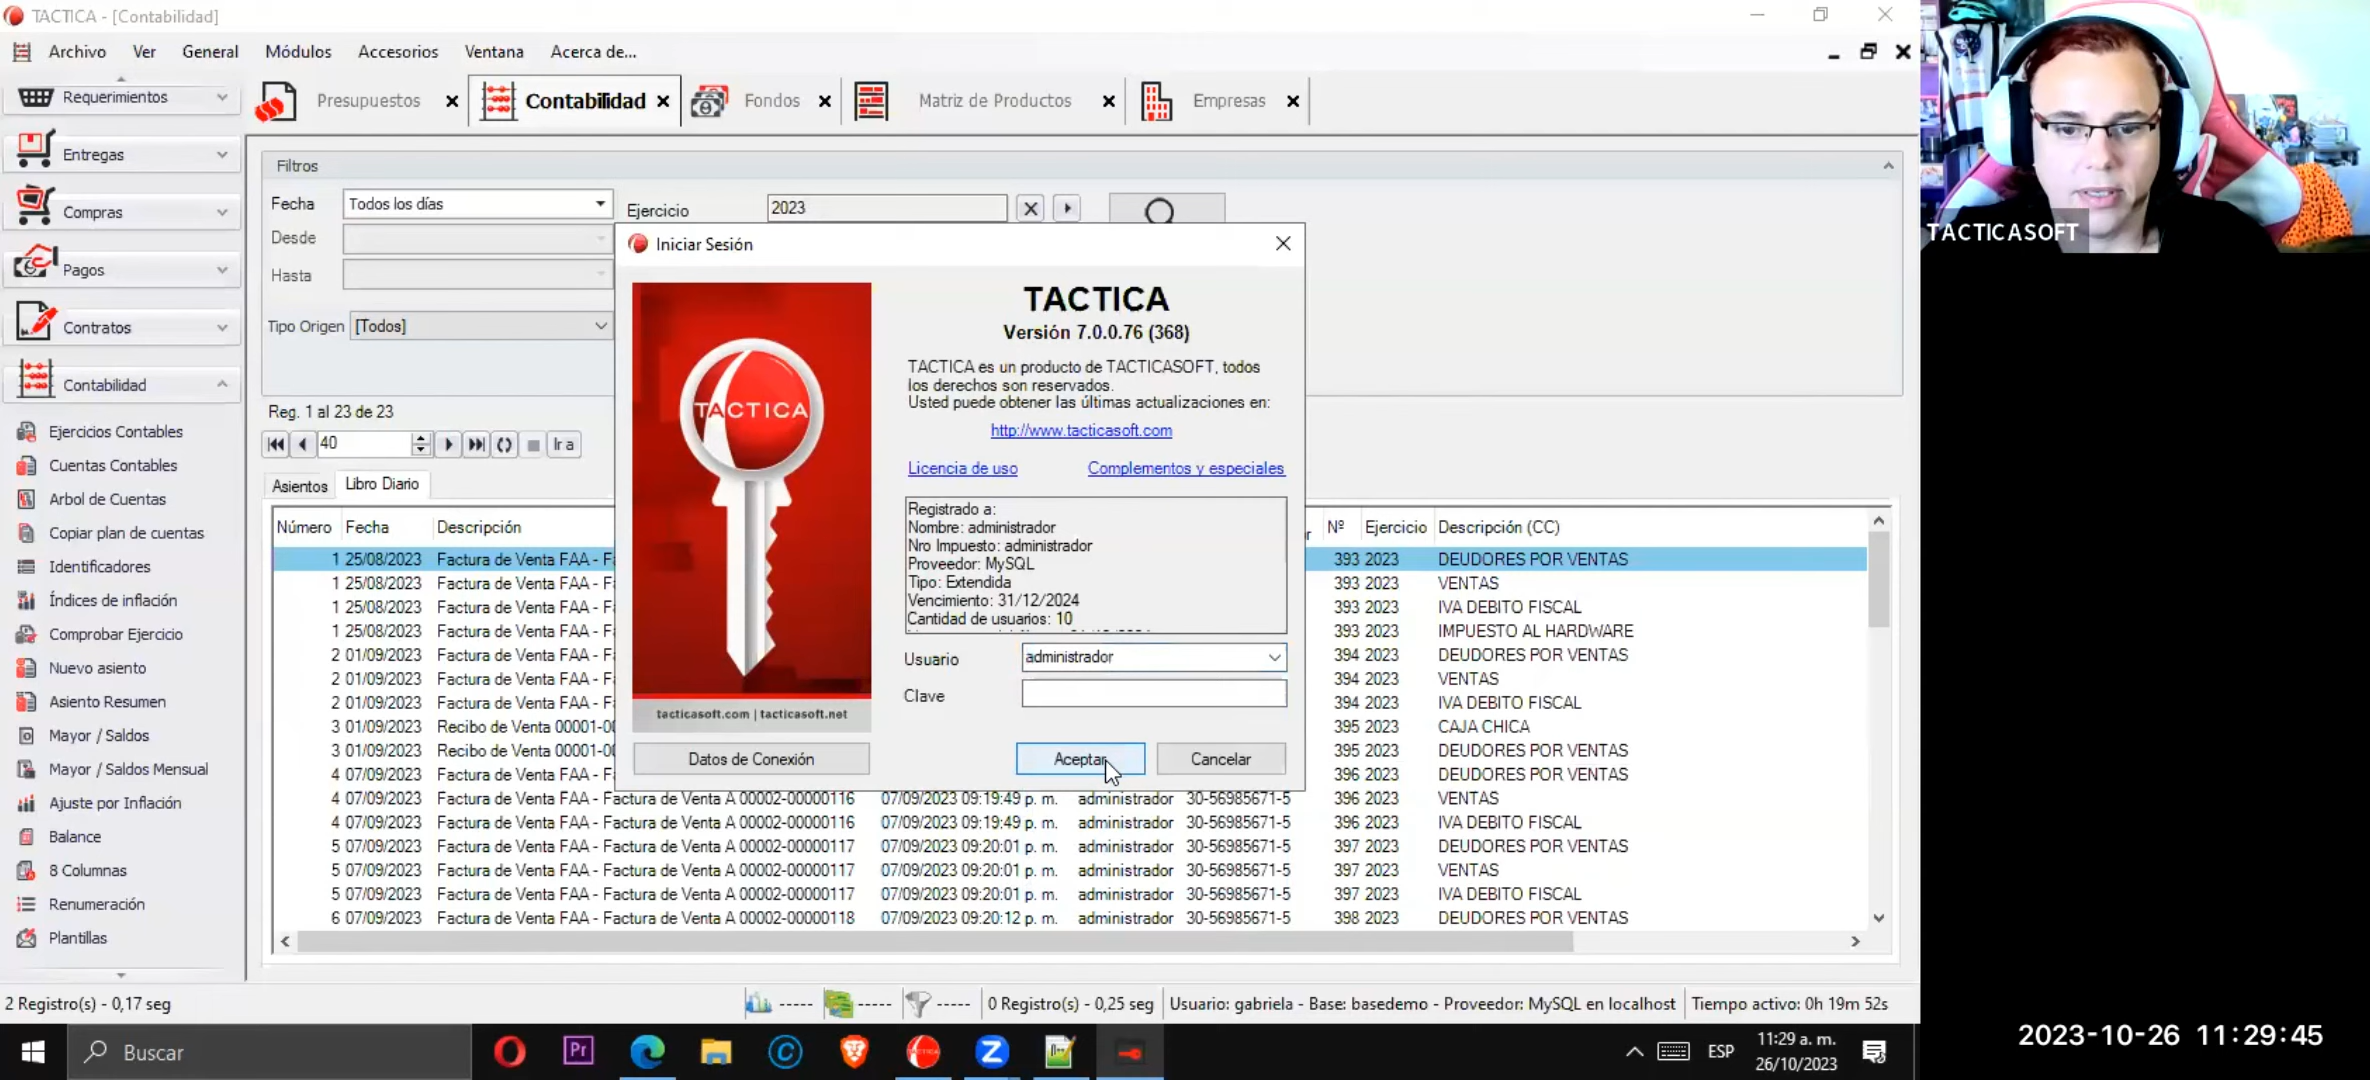 TACTICA - [Contabilidad]
Archivo Ver General Módulos Accesorios Ventana Acerca de...
Requerimientos
Entregas
Compras
Pagos
Contratos
Contabilidad
Ejercicios Contables
Cuentas Contables
Arbol de Cuentas
Copiar plan de cuentas
Identificadores
Índices de inflación
Comprobar Ejercicio
Nuevo asiento
Asiento Resumen
Mayor / Saldos
Mayor / Saldos Mensual
Ajuste por Inflación
Balance
8 Columnas
Renumeración
Plantillas
Presupuestos Contabilidad Fondos Matriz de Productos Empresas
Filtros
Fecha Todos los días Ejercicio 2023
Desde
Hasta
Tipo Origen [Todos]
Reg. 1 al 23 de 23
40 Ir a
Asientos Libro Diario
Número Fecha Descripción Nº Ejercicio Descripción (CC)
1 25/08/2023 Factura de Venta FAA - F 393 2023 DEUDORES POR VENTAS
1 25/08/2023 Factura de Venta FAA - F 393 2023 VENTAS
1 25/08/2023 Factura de Venta FAA - F 393 2023 IVA DEBITO FISCAL
1 25/08/2023 Factura de Venta FAA - F 393 2023 IMPUESTO AL HARDWARE
2 01/09/2023 Factura de Venta FAA - F 394 2023 DEUDORES POR VENTAS
2 01/09/2023 Factura de Venta FAA - F 394 2023 VENTAS
2 01/09/2023 Factura de Venta FAA - F 394 2023 IVA DEBITO FISCAL
3 01/09/2023 Recibo de Venta 00001-0 395 2023 CAJA CHICA
3 01/09/2023 Recibo de Venta 00001-0 395 2023 DEUDORES POR VENTAS
4 07/09/2023 Factura de Venta FAA - F 396 2023 DEUDORES POR VENTAS
4 07/09/2023 Factura de Venta FAA - Factura de Venta A 00002-00000116 07/09/2023 09:19:49 p. m. administrador 30-56985671-5 396 2023 VENTAS
4 07/09/2023 Factura de Venta FAA - Factura de Venta A 00002-00000116 07/09/2023 09:19:49 p. m. administrador 30-56985671-5 396 2023 IVA DEBITO FISCAL
5 07/09/2023 Factura de Venta FAA - Factura de Venta A 00002-00000117 07/09/2023 09:20:01 p. m. administrador 30-56985671-5 397 2023 DEUDORES POR VENTAS
5 07/09/2023 Factura de Venta FAA - Factura de Venta A 00002-00000117 07/09/2023 09:20:01 p. m. administrador 30-56985671-5 397 2023 VENTAS
5 07/09/2023 Factura de Venta FAA - Factura de Venta A 00002-00000117 07/09/2023 09:20:01 p. m. administrador 30-56985671-5 397 2023 IVA DEBITO FISCAL
6 07/09/2023 Factura de Venta FAA - Factura de Venta A 00002-00000118 07/09/2023 09:20:12 p. m. administrador 30-56985671-5 398 2023 DEUDORES POR VENTAS
Iniciar Sesión
TACTICA
tacticasoft.com | tacticasoft.net
TACTICA
Versión 7.0.0.76 (368)
TACTICA es un producto de TACTICASOFT, todos
los derechos son reservados.
Usted puede obtener las últimas actualizaciones en:
http://www.tacticasoft.com
Licencia de uso Complementos y especiales
Registrado a:
Nombre: administrador
Nro Impuesto: administrador
Proveedor: MySQL
Tipo: Extendida
Vencimiento: 31/12/2024
Cantidad de usuarios: 10
Usuario administrador
Clave
Datos de Conexión Aceptar Cancelar
2 Registro(s) - 0,17 seg ----- ----- ----- 0 Registro(s) - 0,25 seg Usuario: gabriela - Base: basedemo - Proveedor: MySQL en localhost Tiempo activo: 0h 19m 52s
Buscar Pr ESP 11:29 a. m.
26/10/2023
TACTICASOFT
2023-10-26 11:29:45